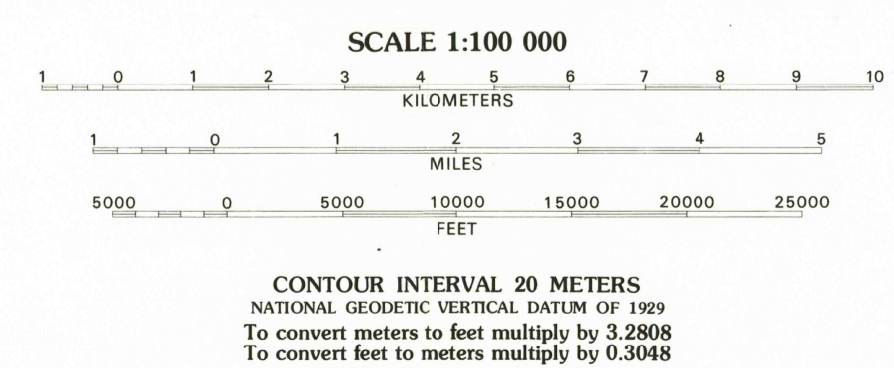 SCALE 1:100 000
1 0 1 2 3 4 5 6 7 8 9 10
KILOMETERS
1 0 1 2 3 4 5
MILES
5000 0 5000 10000 15000 20000 25000
FEET
CONTOUR INTERVAL 20 METERS
NATIONAL GEODETIC VERTICAL DATUM OF 1929
To convert meters to feet multiply by 3.2808
To convert feet to meters multiply by 0.3048